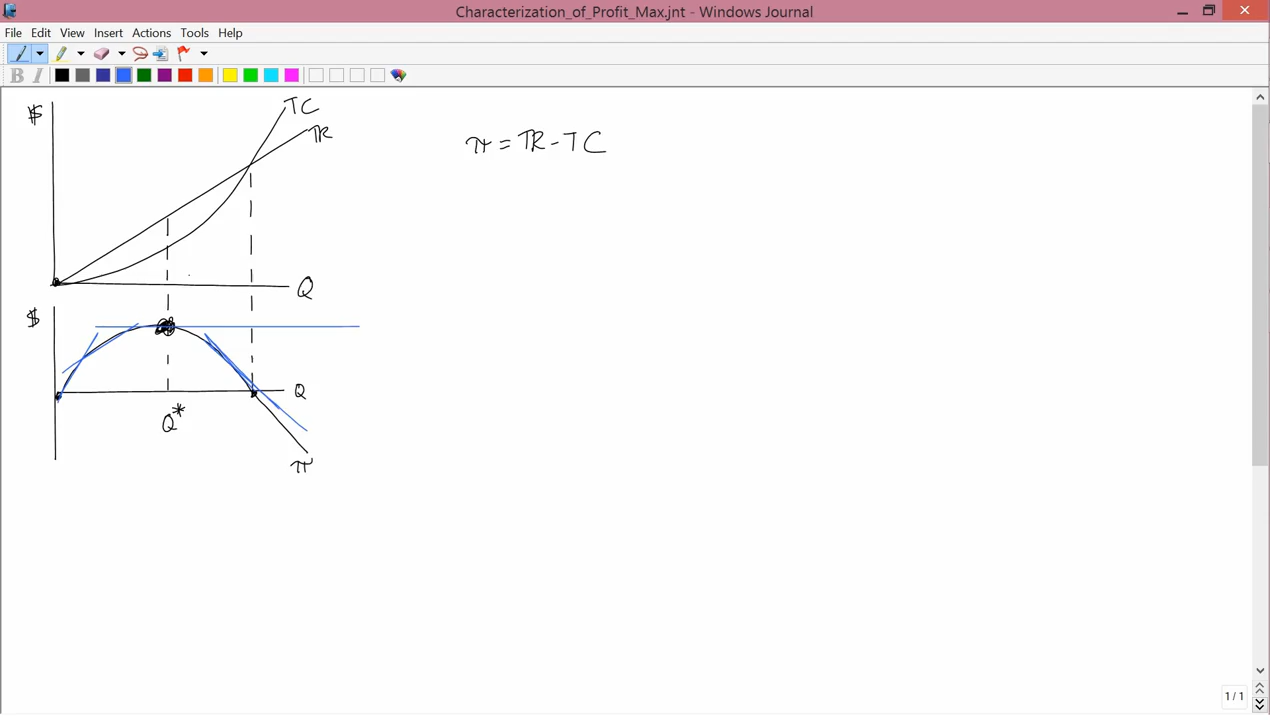 Characterization_of_Profit_Max.jnt - Windows Journal
File Edit View Insert Actions Tools Help
B I
$
TC
TR
π = TR - TC
Q
$
Q
Q*
π
1 / 1